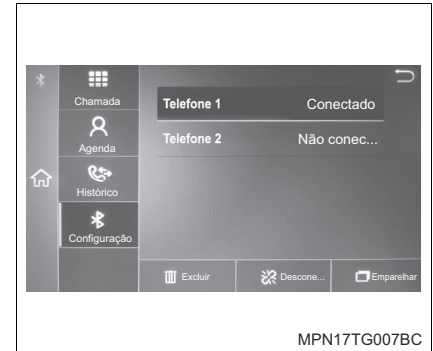 Chamada
Agenda
Histórico
Configuração
Telefone 1 Conectado
Telefone 2 Não conec...
Excluir Descone... Emparelhar
MPN17TG007BC